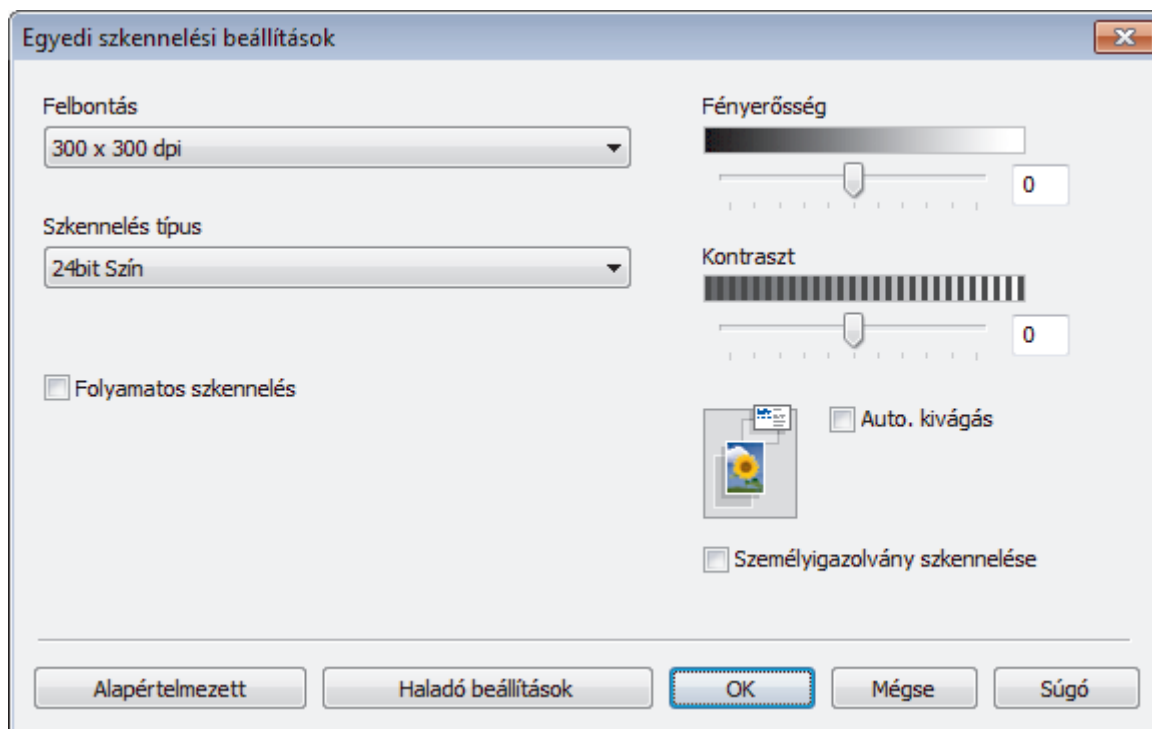 Egyedi szkennelési beállítások
Felbontás
300 x 300 dpi
Szkennelés típus
24bit Szín
Folyamatos szkennelés
Fényerősség
0
Kontraszt
0
Auto. kivágás
Személyigazolvány szkennelése
Alapértelmezett
Haladó beállítások
OK
Mégse
Súgó